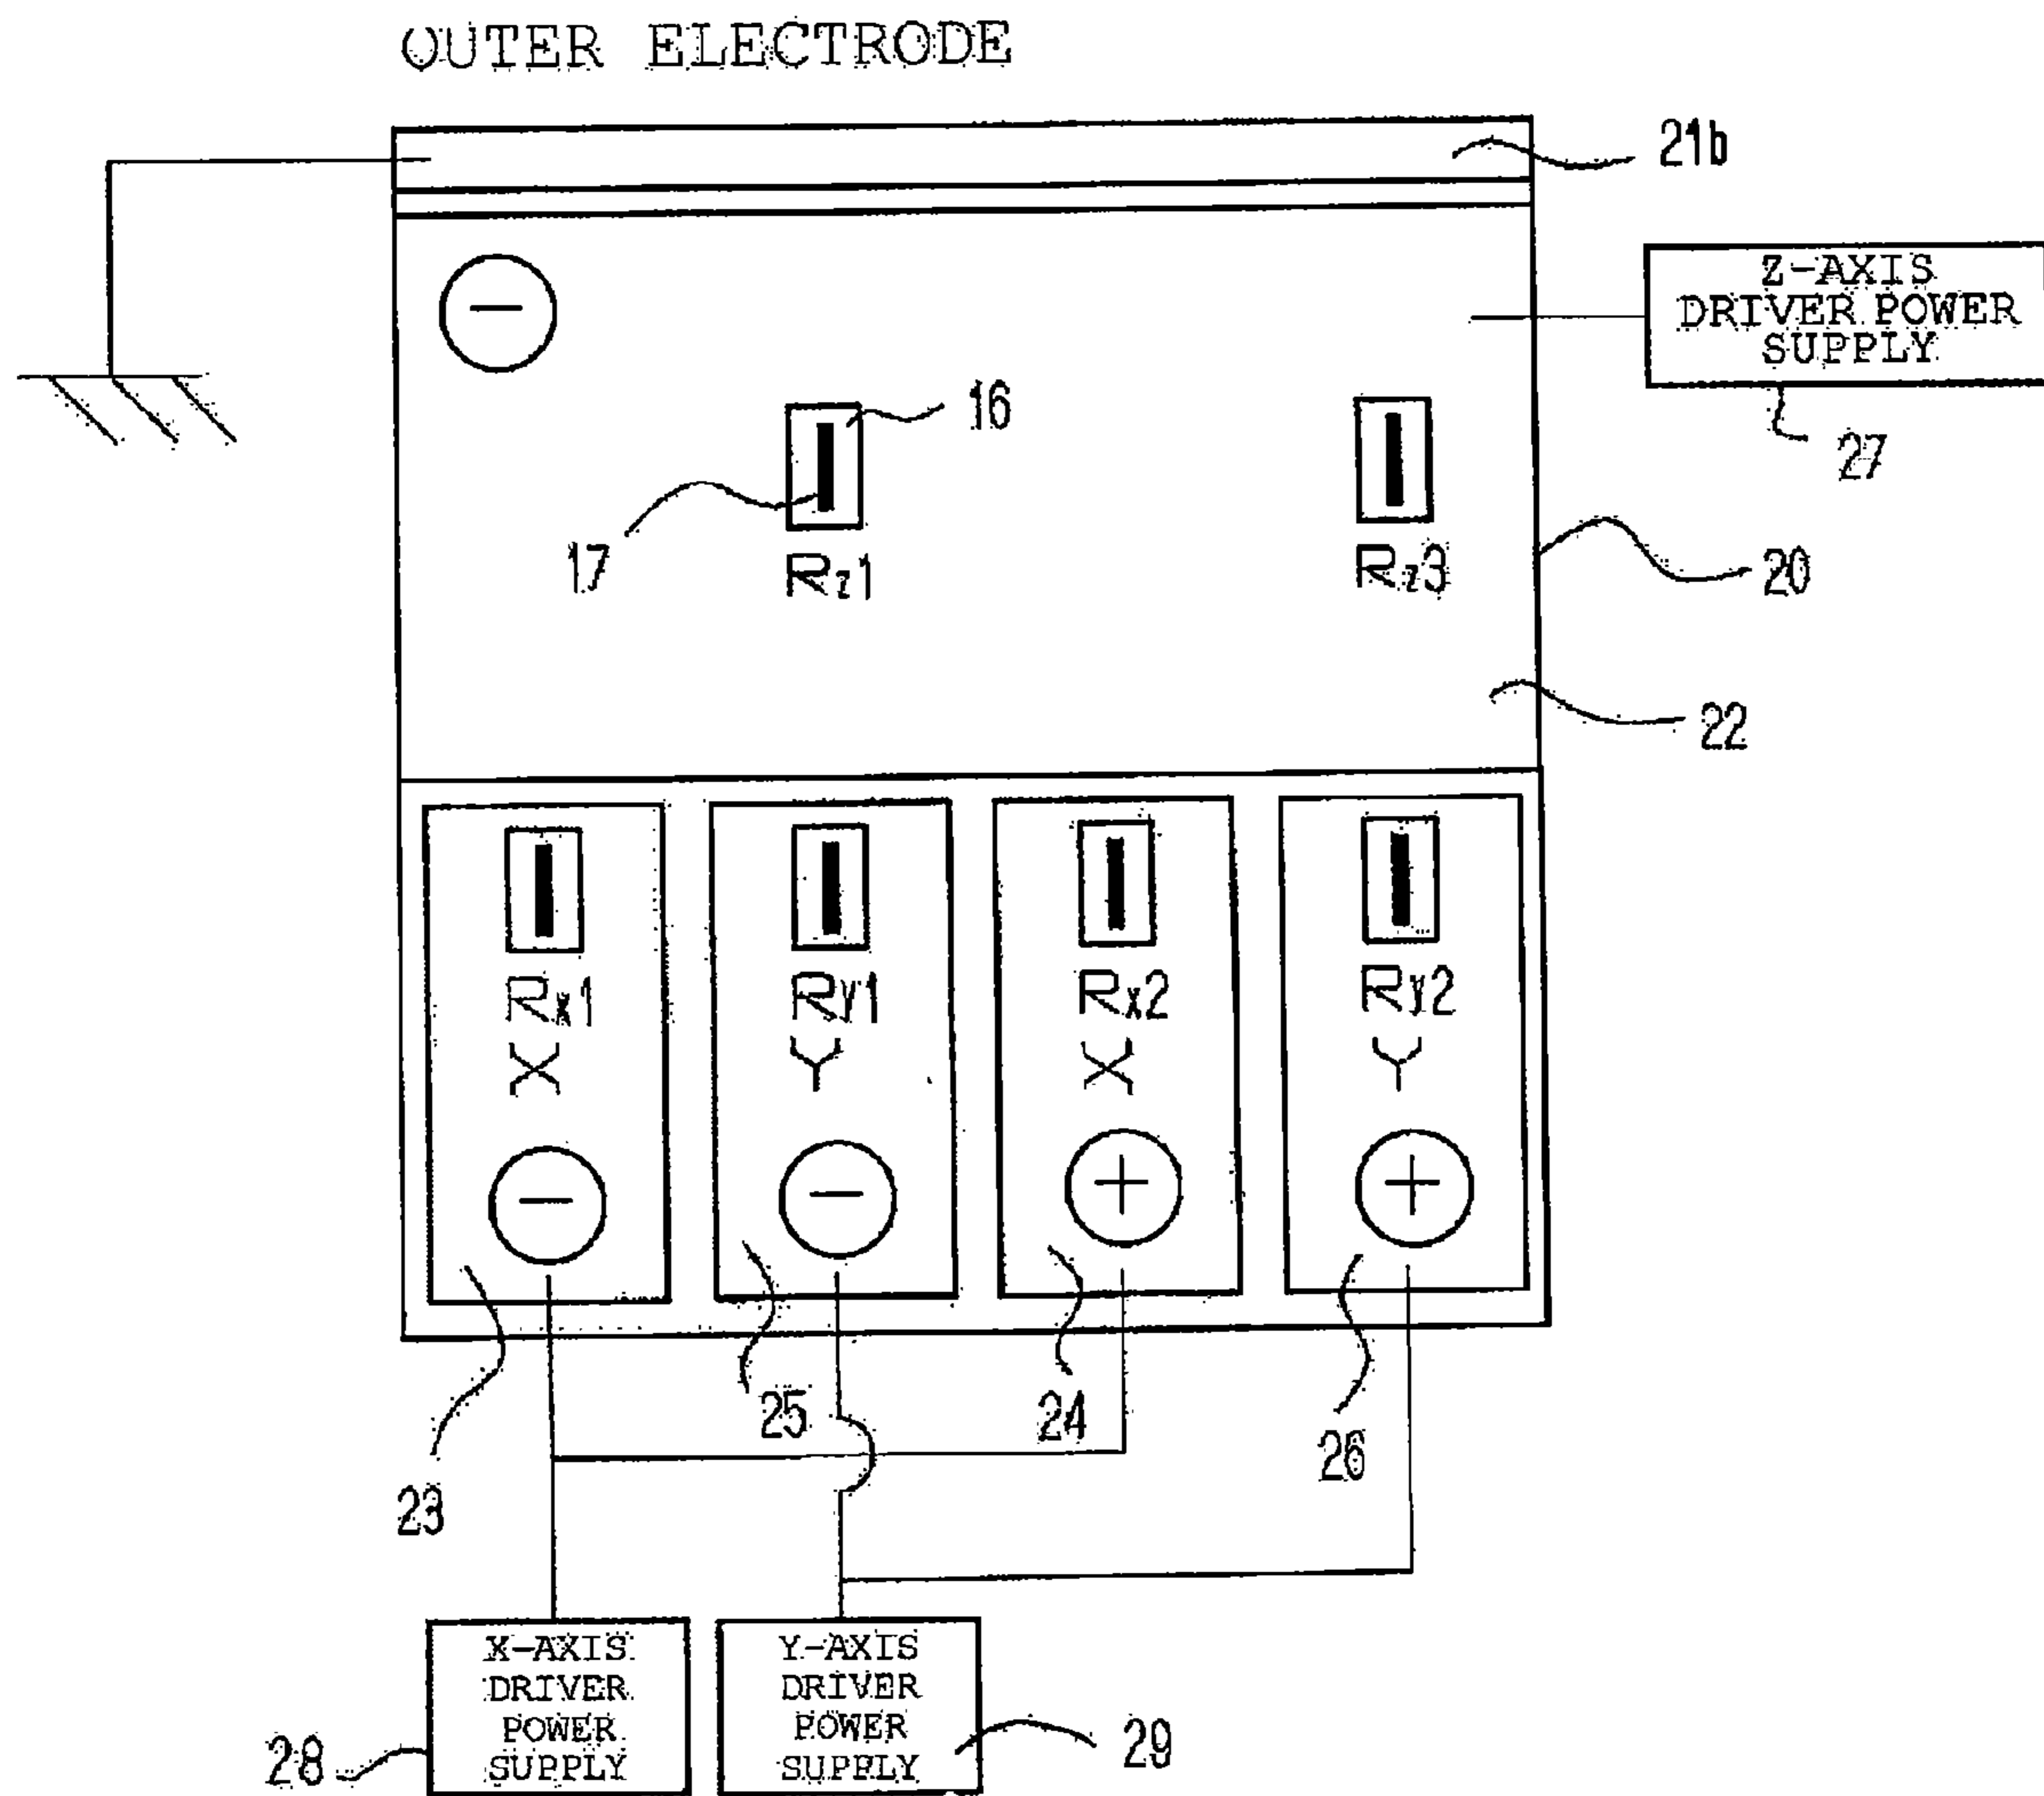 OUTER ELECTRODE
21b
Z-AXIS
DRIVER POWER
SUPPLY
27
−
16
17
Rz1
Rz3
20
22
Rx1
X
−
Ry1
Y
−
Rx2
X
+
Ry2
Y
+
23
25
24
26
X-AXIS
DRIVER
POWER
SUPPLY
28
Y-AXIS
DRIVER
POWER
SUPPLY
29